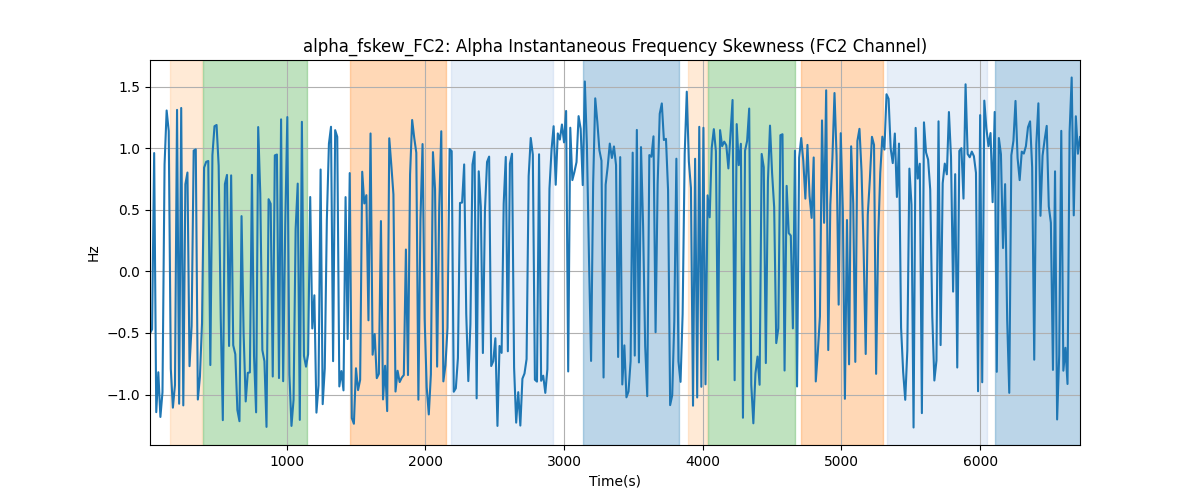 alpha_fskew_FC2: Alpha Instantaneous Frequency Skewness (FC2 Channel)
1.5
1.0
0.5
0.0
−0.5
−1.0
Hz
1000 2000 3000 4000 5000 6000
Time(s)